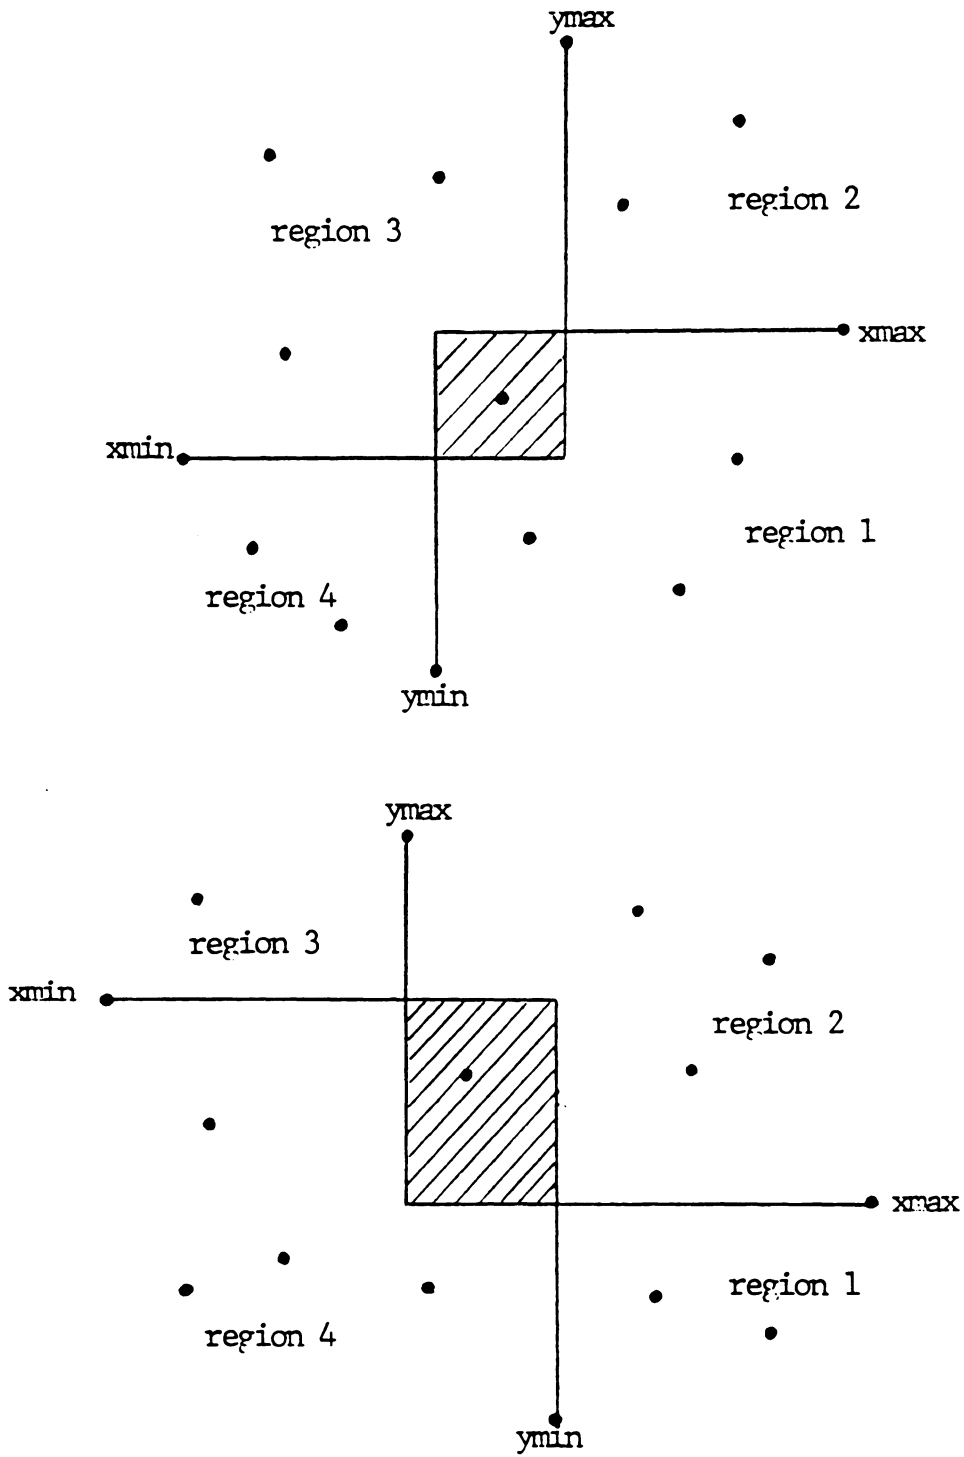 ymax
region 2
region 3
xmax
xmin
region 1
region 4
ymin
ymax
region 3
xmin
region 2
xmax
region 1
region 4
ymin